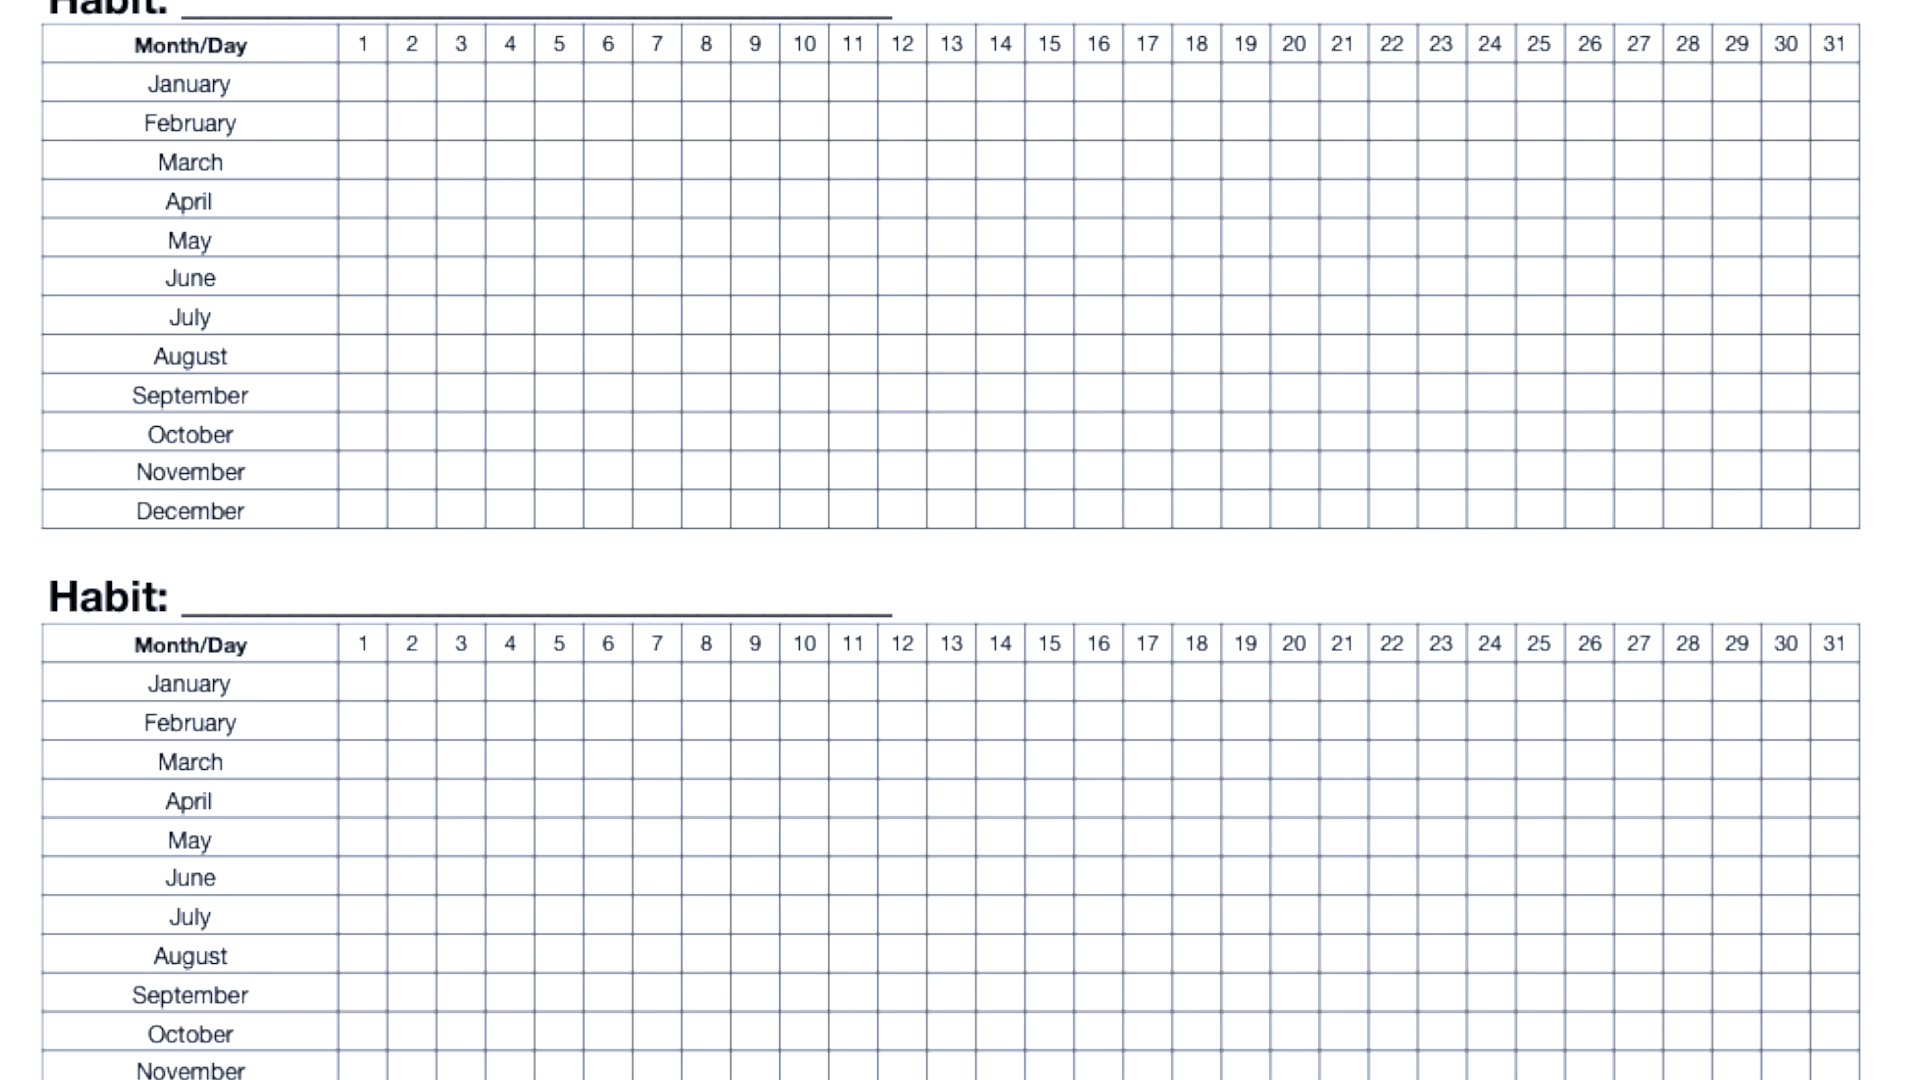 Habit: ______________________________
Month/Day 1 2 3 4 5 6 7 8 9 10 11 12 13 14 15 16 17 18 19 20 21 22 23 24 25 26 27 28 29 30 31
January
February
March
April
May
June
July
August
September
October
November
December
Habit: ______________________________
Month/Day 1 2 3 4 5 6 7 8 9 10 11 12 13 14 15 16 17 18 19 20 21 22 23 24 25 26 27 28 29 30 31
January
February
March
April
May
June
July
August
September
October
November